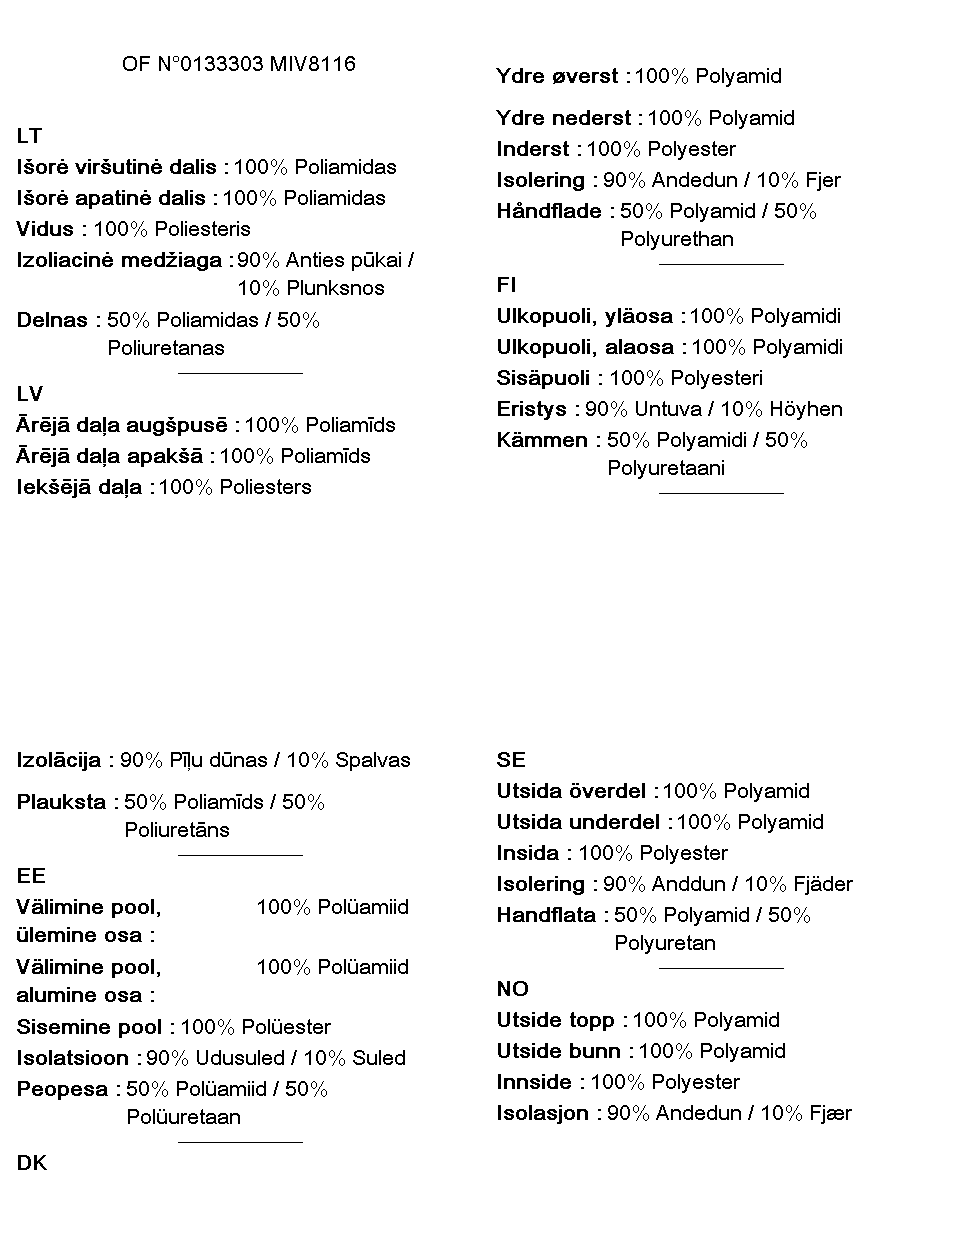 OF N°0133303 MIV8116
LT
Išorė viršutinė dalis : 100% Poliamidas
Išorė apatinė dalis : 100% Poliamidas
Vidus : 100% Poliesteris
Izoliacinė medžiaga : 90% Anties pūkai /
10% Plunksnos
Delnas : 50% Poliamidas / 50%
Poliuretanas
LV
Ārējā daļa augšpusē : 100% Poliamīds
Ārējā daļa apakšā : 100% Poliamīds
Iekšējā daļa : 100% Poliesters
Izolācija : 90% Pīļu dūnas / 10% Spalvas
Plauksta : 50% Poliamīds / 50%
Poliuretāns
EE
Välimine pool, 100% Polüamiid
ülemine osa :
Välimine pool, 100% Polüamiid
alumine osa :
Sisemine pool : 100% Polüester
Isolatsioon : 90% Udusuled / 10% Suled
Peopesa : 50% Polüamiid / 50%
Polüuretaan
DK
Ydre øverst : 100% Polyamid
Ydre nederst : 100% Polyamid
Inderst : 100% Polyester
Isolering : 90% Andedun / 10% Fjer
Håndflade : 50% Polyamid / 50%
Polyurethan
FI
Ulkopuoli, yläosa : 100% Polyamidi
Ulkopuoli, alaosa : 100% Polyamidi
Sisäpuoli : 100% Polyesteri
Eristys : 90% Untuva / 10% Höyhen
Kämmen : 50% Polyamidi / 50%
Polyuretaani
SE
Utsida överdel : 100% Polyamid
Utsida underdel : 100% Polyamid
Insida : 100% Polyester
Isolering : 90% Anddun / 10% Fjäder
Handflata : 50% Polyamid / 50%
Polyuretan
NO
Utside topp : 100% Polyamid
Utside bunn : 100% Polyamid
Innside : 100% Polyester
Isolasjon : 90% Andedun / 10% Fjær